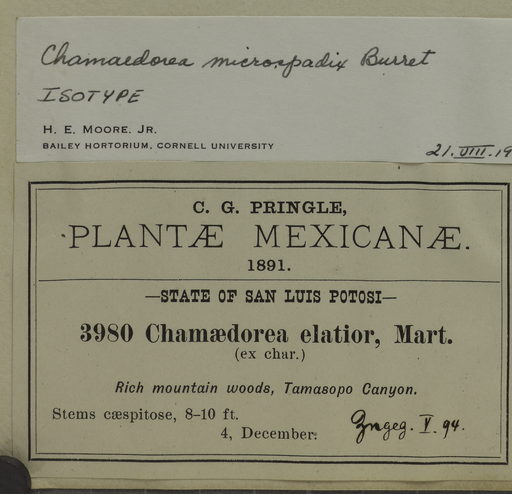 Chamaedorea microspadix Burret
ISOTYPE
H. E. MOORE. JR.
BAILEY HORTORIUM, CORNELL UNIVERSITY
21.VIII.19
C. G. PRINGLE,
PLANTÆ MEXICANÆ.
1891.
—STATE OF SAN LUIS POTOSI—
3980 Chamædorea elatior, Mart.
(ex char.)
Rich mountain woods, Tamasopo Canyon.
Stems cæspitose, 8-10 ft.
4, December.
Zugeg. V. 94.